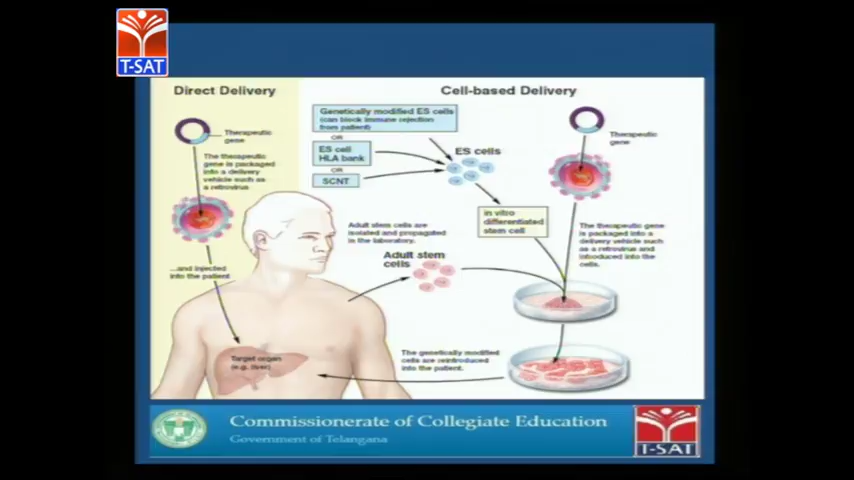 T-SAT
Direct Delivery
Therapeutic
gene
The therapeutic
gene is packaged
into a delivery
vehicle such as
a retrovirus
...and injected
into the patient
Target organ
(e.g. liver)
Cell-based Delivery
Genetically modified ES cells
(can block immune rejection
from patient)
OR
ES cell
HLA bank
OR
SCNT
ES cells
in vitro
differentiated
stem cell
Adult stem cells are
isolated and propagated
in the laboratory.
Adult stem
cells
Therapeutic
gene
The therapeutic gene
is packaged into a
delivery vehicle such
as a retrovirus and
introduced into the
cells.
The genetically modified
cells are reintroduced
into the patient.
Commissionerate of Collegiate Education
Government of Telangana
T-SAT